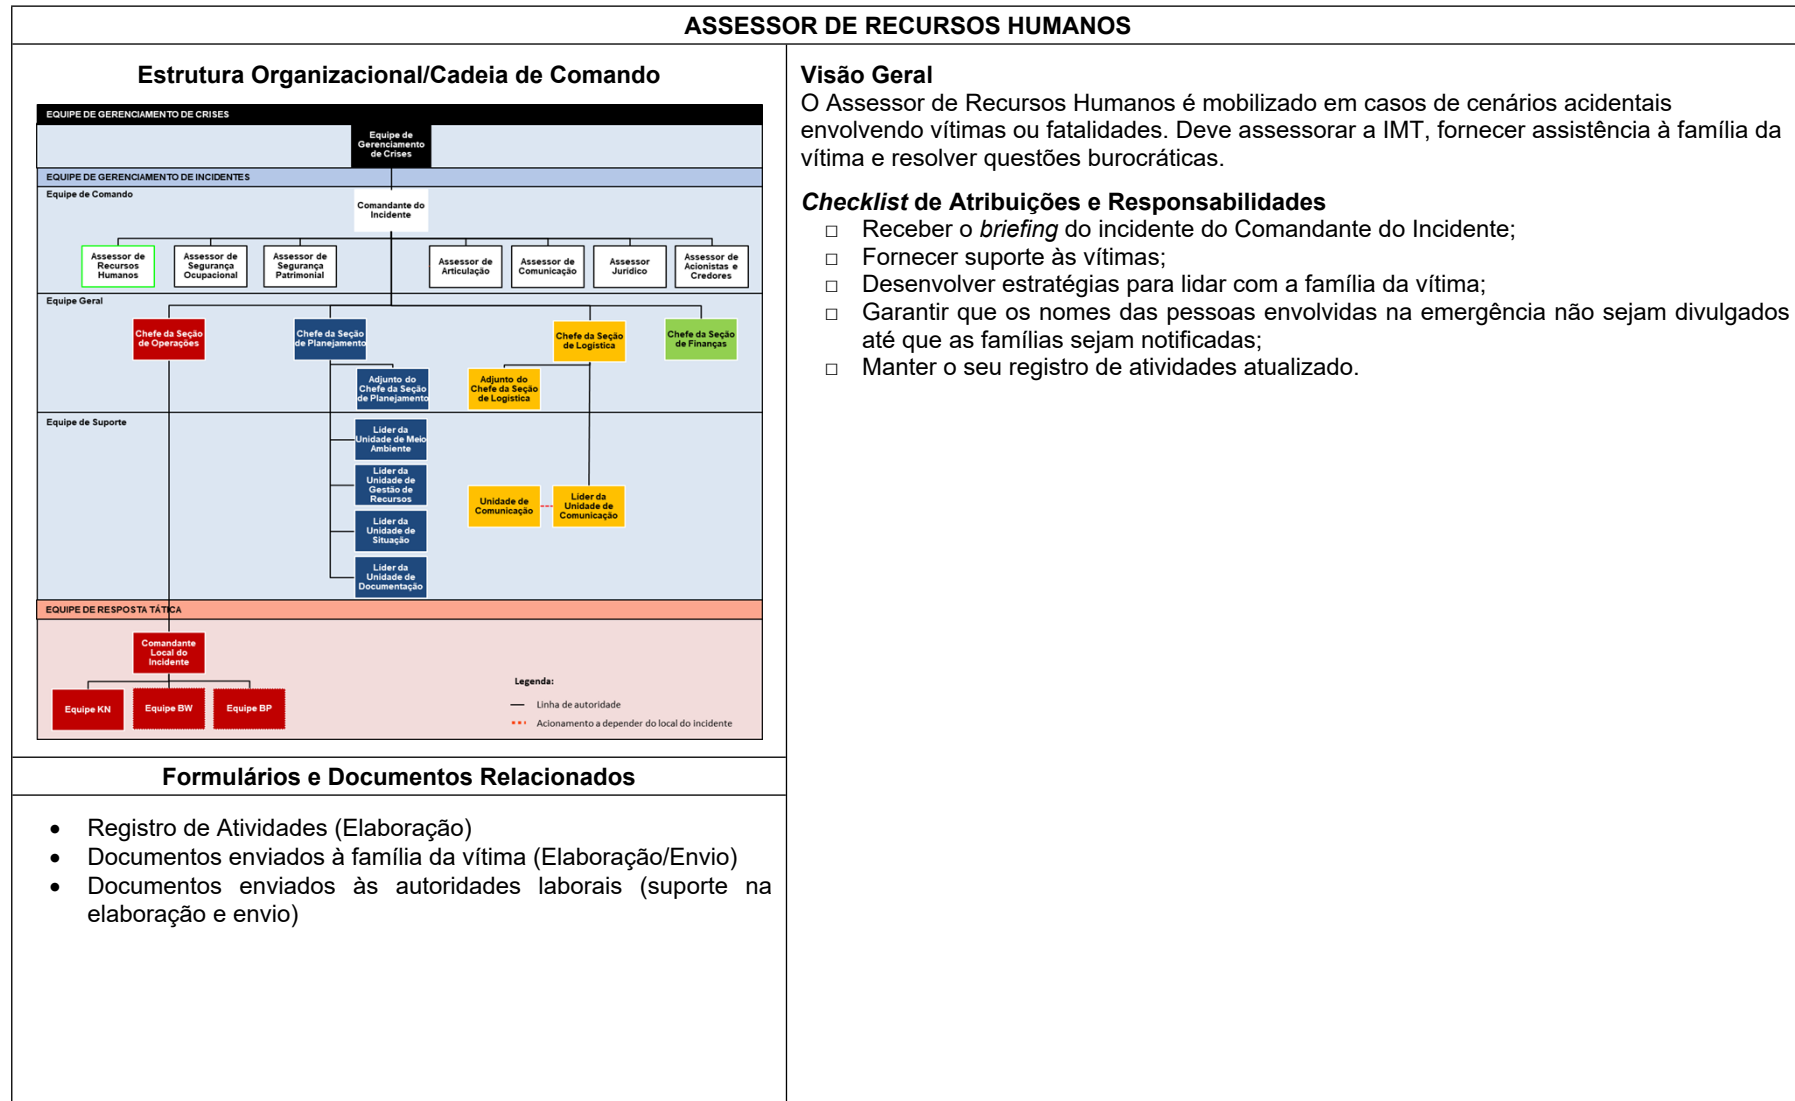 ASSESSOR DE RECURSOS HUMANOS
Estrutura Organizacional/Cadeia de Comando
EQUIPE DE GERENCIAMENTO DE CRISES
Equipe de
Gerenciamento
de Crises
EQUIPE DE GERENCIAMENTO DE INCIDENTES
Equipe de Comando
Comandante do
Incidente
Assessor de
Recursos
Humanos
Assessor de
Segurança
Ocupacional
Assessor de
Segurança
Patrimonial
Assessor de
Articulação
Assessor de
Comunicação
Assessor
Jurídico
Assessor de
Acionistas e
Credores
Equipe Geral
Chefe da Seção
de Operações
Chefe da Seção
de Planejamento
Chefe da Seção
de Logística
Chefe da Seção
de Finanças
Adjunto do
Chefe da Seção
de Planejamento
Adjunto do
Chefe da Seção
de Logística
Equipe de Suporte
Líder da
Unidade de Meio
Ambiente
Líder da
Unidade de
Gestão de
Recursos
Unidade de
Comunicação
Líder da
Unidade de
Comunicação
Líder da
Unidade de
Situação
Líder da
Unidade de
Documentação
EQUIPE DE RESPOSTA TÁTICA
Comandante
Local do
Incidente
Equipe KN
Equipe BW
Equipe BP
Legenda:
Linha de autoridade
Acionamento a depender do local do incidente
Formulários e Documentos Relacionados
• Registro de Atividades (Elaboração)
• Documentos enviados à família da vítima (Elaboração/Envio)
• Documentos enviados às autoridades laborais (suporte na
elaboração e envio)
Visão Geral
O Assessor de Recursos Humanos é mobilizado em casos de cenários acidentais
envolvendo vítimas ou fatalidades. Deve assessorar a IMT, fornecer assistência à família da
vítima e resolver questões burocráticas.
Checklist de Atribuições e Responsabilidades
□ Receber o briefing do incidente do Comandante do Incidente;
□ Fornecer suporte às vítimas;
□ Desenvolver estratégias para lidar com a família da vítima;
□ Garantir que os nomes das pessoas envolvidas na emergência não sejam divulgados
até que as famílias sejam notificadas;
□ Manter o seu registro de atividades atualizado.